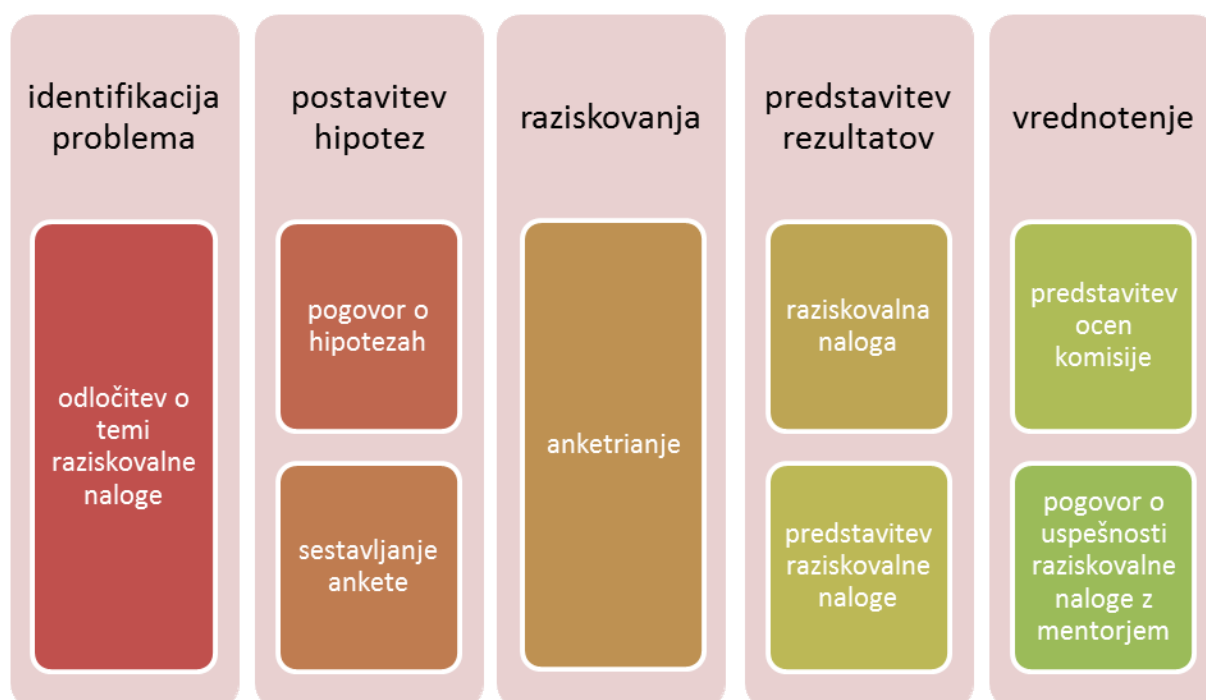 identifikacija
problema
odločitev o
temi
raziskovalne
naloge
postavitev
hipotez
pogovor o
hipotezah
sestavljanje
ankete
raziskovanja
anketrianje
predstavitev
rezultatov
raziskovalna
naloga
predstavitev
raziskovalne
naloge
vrednotenje
predstavitev
ocen
komisije
pogovor o
uspešnosti
raziskovalne
naloge z
mentorjem